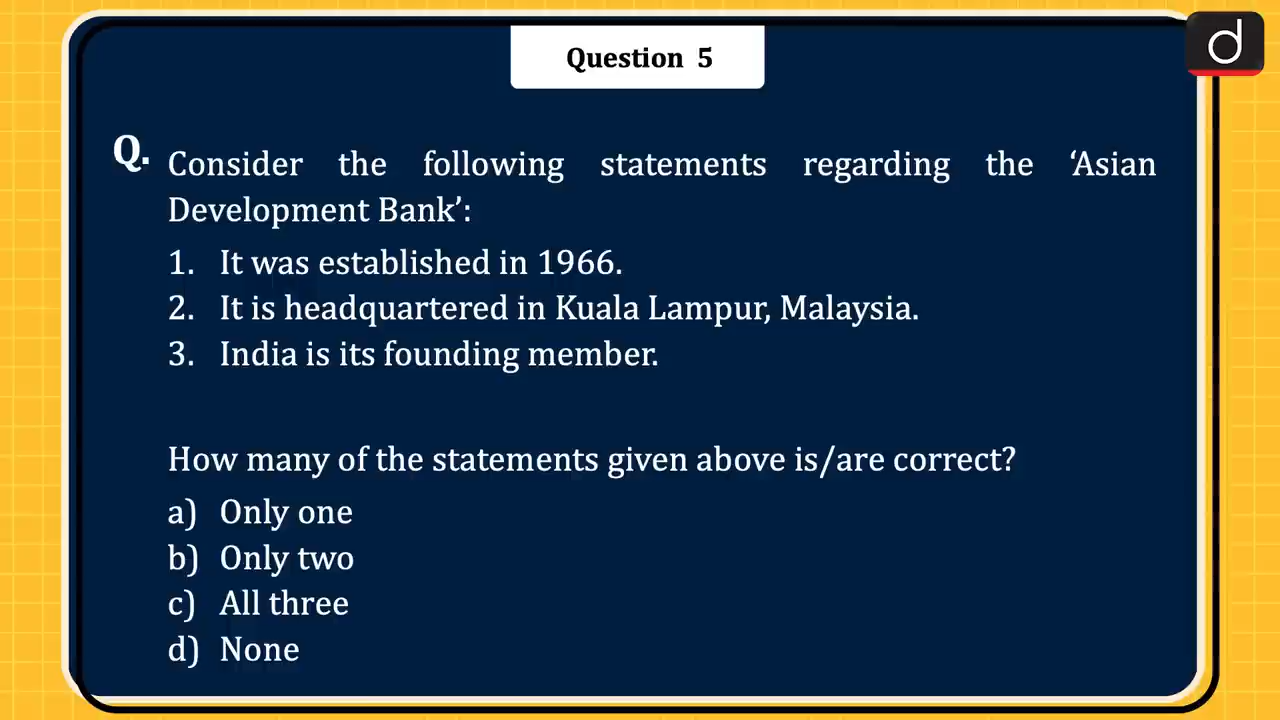 Question 5
d
Q. Consider the following statements regarding the ‘Asian
Development Bank’:
1. It was established in 1966.
2. It is headquartered in Kuala Lampur, Malaysia.
3. India is its founding member.
How many of the statements given above is/are correct?
a) Only one
b) Only two
c) All three
d) None